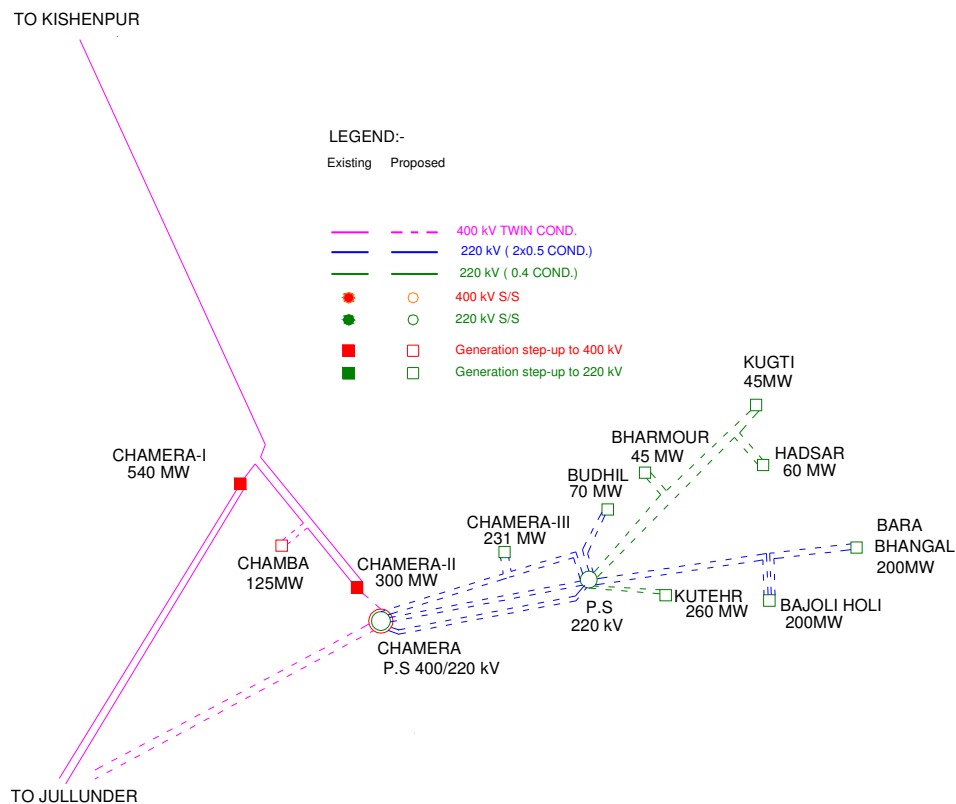 TO KISHENPUR
LEGEND:-
Existing Proposed
400 kV TWIN COND.
220 kV ( 2x0.5 COND.)
220 kV ( 0.4 COND.)
400 kV S/S
220 kV S/S
Generation step-up to 400 kV
Generation step-up to 220 kV
KUGTI
45MW
CHAMERA-I
540 MW
BHARMOUR
45 MW
HADSAR
60 MW
BUDHIL
70 MW
CHAMERA-III
231 MW
BARA
BHANGAL
200MW
CHAMBA
125MW
CHAMERA-II
300 MW
P.S
220 kV
KUTEHR
260 MW
BAJOLI HOLI
200MW
CHAMERA
P.S 400/220 kV
TO JULLUNDER